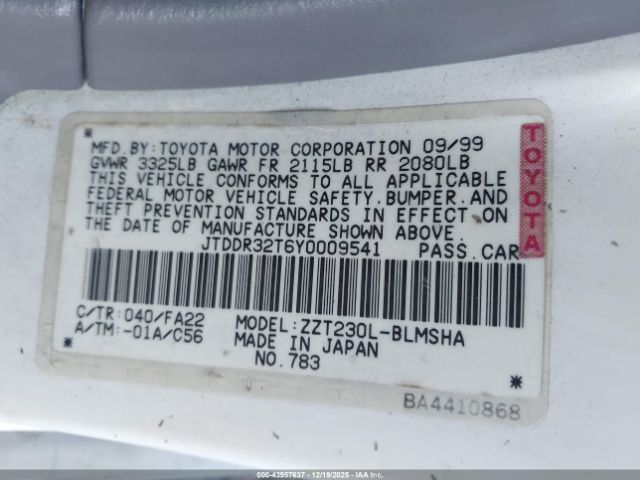 MFD.BY:TOYOTA MOTOR CORPORATION 09/99
GVWR 3325LB GAWR FR 2115LB RR 2080LB
THIS VEHICLE CONFORMS TO ALL APPLICABLE
FEDERAL MOTOR VEHICLE SAFETY.BUMPER.AND
THEFT PREVENTION STANDARDS IN EFFECT ON
THE DATE OF MANUFACTURE SHOWN ABOVE.
JTDDR32T6Y0009541 PASS.CAR
TOYOTA
C/TR:040/FA22 MODEL:ZZT230L-BLMSHA
A/TM:-01A/C56 MADE IN JAPAN
NO.783
BA4410868
000-43957637 - 12/19/2025 - IAAI.COM